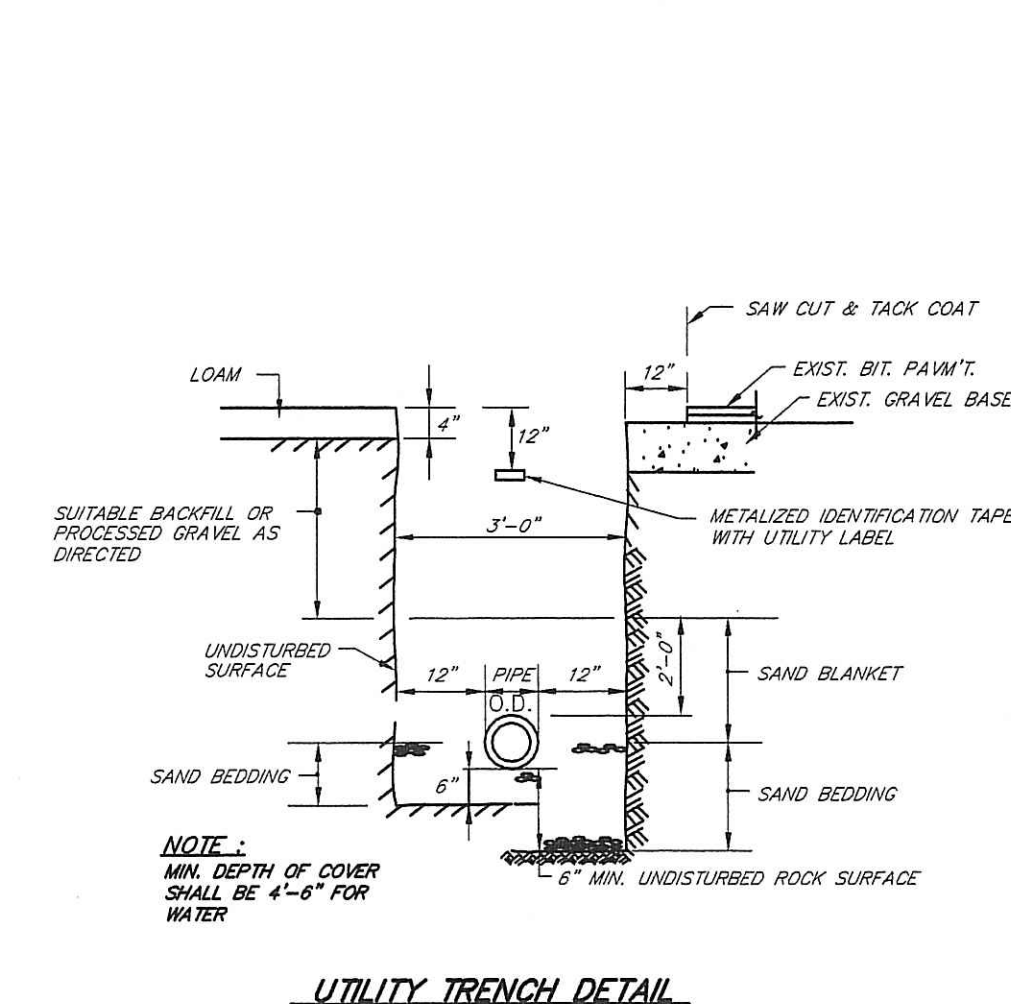 SAW CUT & TACK COAT
LOAM
12"
EXIST. BIT. PAVM'T.
EXIST. GRAVEL BASE
4"
12"
SUITABLE BACKFILL OR
PROCESSED GRAVEL AS
DIRECTED
3'-0"
METALIZED IDENTIFICATION TAPE
WITH UTILITY LABEL
UNDISTURBED
SURFACE
12"
PIPE
O.D.
12"
2'-0"
SAND BLANKET
SAND BEDDING
6"
SAND BEDDING
NOTE :
MIN. DEPTH OF COVER
SHALL BE 4'-6" FOR
WATER
6" MIN. UNDISTURBED ROCK SURFACE
UTILITY TRENCH DETAIL